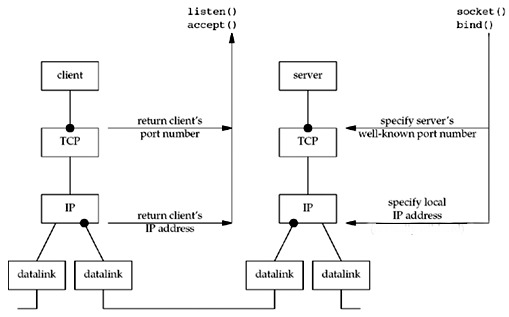 listen()
accept()
socket()
bind()
client
server
return client's
port number
specify server's
well-known port number
TCP
TCP
IP
return client's
IP address
IP
specify local
IP address
datalink
datalink
datalink
datalink